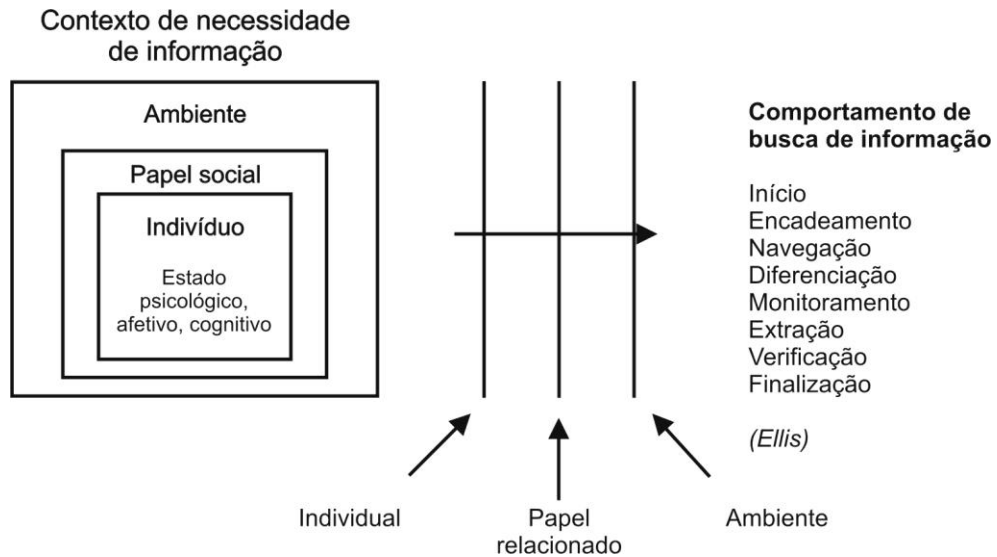 Contexto de necessidade
de informação
Ambiente
Papel social
Indivíduo
Estado
psicológico,
afetivo, cognitivo
Comportamento de
busca de informação
Início
Encadeamento
Navegação
Diferenciação
Monitoramento
Extração
Verificação
Finalização
(Ellis)
Individual
Papel
relacionado
Ambiente